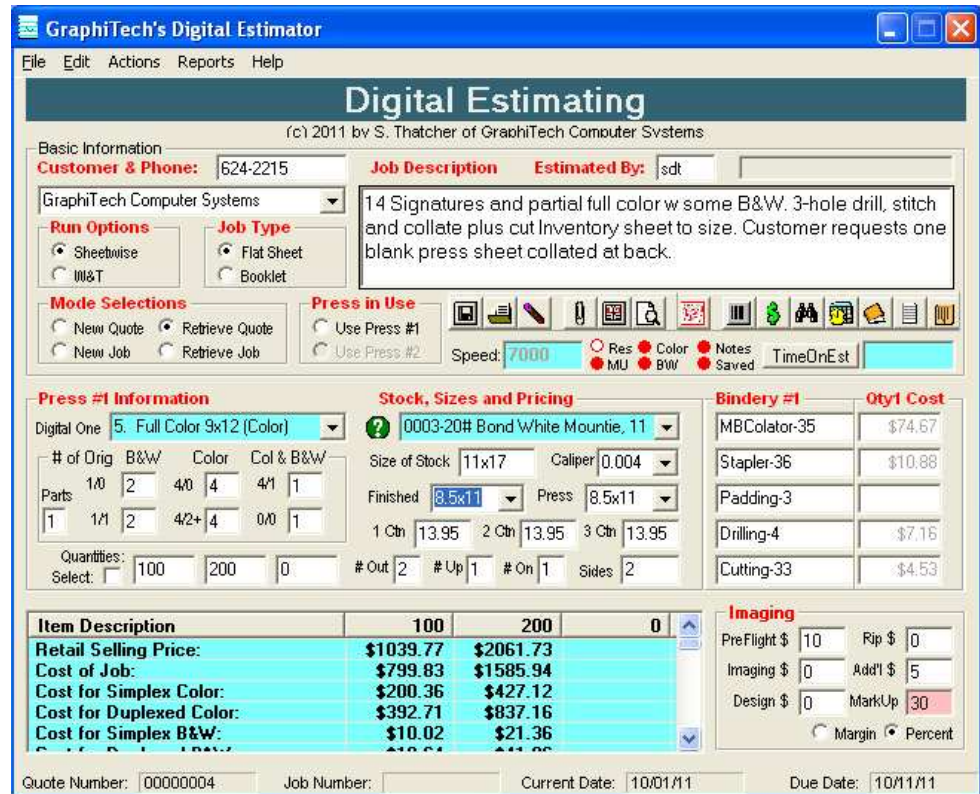 GraphiTech's Digital Estimator
File Edit Actions Reports Help
Digital Estimating
(c) 2011 by S. Thatcher of GraphiTech Computer Systems
Basic Information
Customer & Phone: 624-2215 Job Description Estimated By: sdt
GraphiTech Computer Systems
14 Signatures and partial full color w some B&W. 3-hole drill, stitch
and collate plus cut Inventory sheet to size. Customer requests one
blank press sheet collated at back.
Run Options Job Type
Sheetwise Flat Sheet
W&T Booklet
Mode Selections Press in Use
New Quote Retrieve Quote Use Press #1
New Job Retrieve Job Use Press #2
Speed: 7000 Res Color Notes
MU BW Saved TimeOnEst
Press #1 Information Stock, Sizes and Pricing Bindery #1 Qty1 Cost
Digital One 5. Full Color 9x12 (Color) 0003-20# Bond White Mountie, 11 MBColator-35 $74.67
# of Orig B&W Color Col & B&W Size of Stock 11x17 Caliper 0.004 Stapler-36 $10.88
Parts 1/0 2 4/0 4 4/1 1
Finished 8.5x11 Press 8.5x11 Padding-3
1 1/1 2 4/2+ 4 0/0 1 1 Ctn 13.95 2 Ctn 13.95 3 Ctn 13.95 Drilling-4 $7.16
Quantities:
Select: 100 200 0 # Out 2 # Up 1 # On 1 Sides 2 Cutting-33 $4.53
Item Description 100 200 0
Retail Selling Price: $1039.77 $2061.73
Cost of Job: $799.83 $1585.94
Cost for Simplex Color: $200.36 $427.12
Cost for Duplexed Color: $392.71 $837.16
Cost for Simplex B&W: $10.02 $21.36
Imaging
PreFlight $ 10 Rip $ 0
Imaging $ 0 Add'l $ 5
Design $ 0 MarkUp 30
Margin Percent
Quote Number: 00000004 Job Number: Current Date: 10/01/11 Due Date: 10/11/11